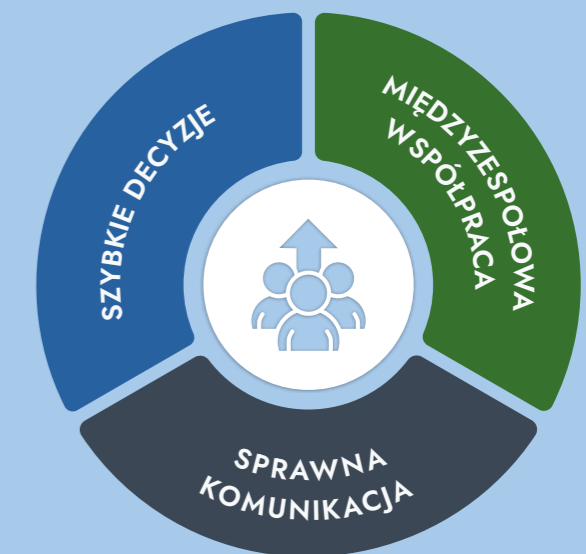 SZYBKIE DECYZJE
MIĘDZYZESPOŁOWA
WSPÓŁPRACA
SPRAWNA
KOMUNIKACJA